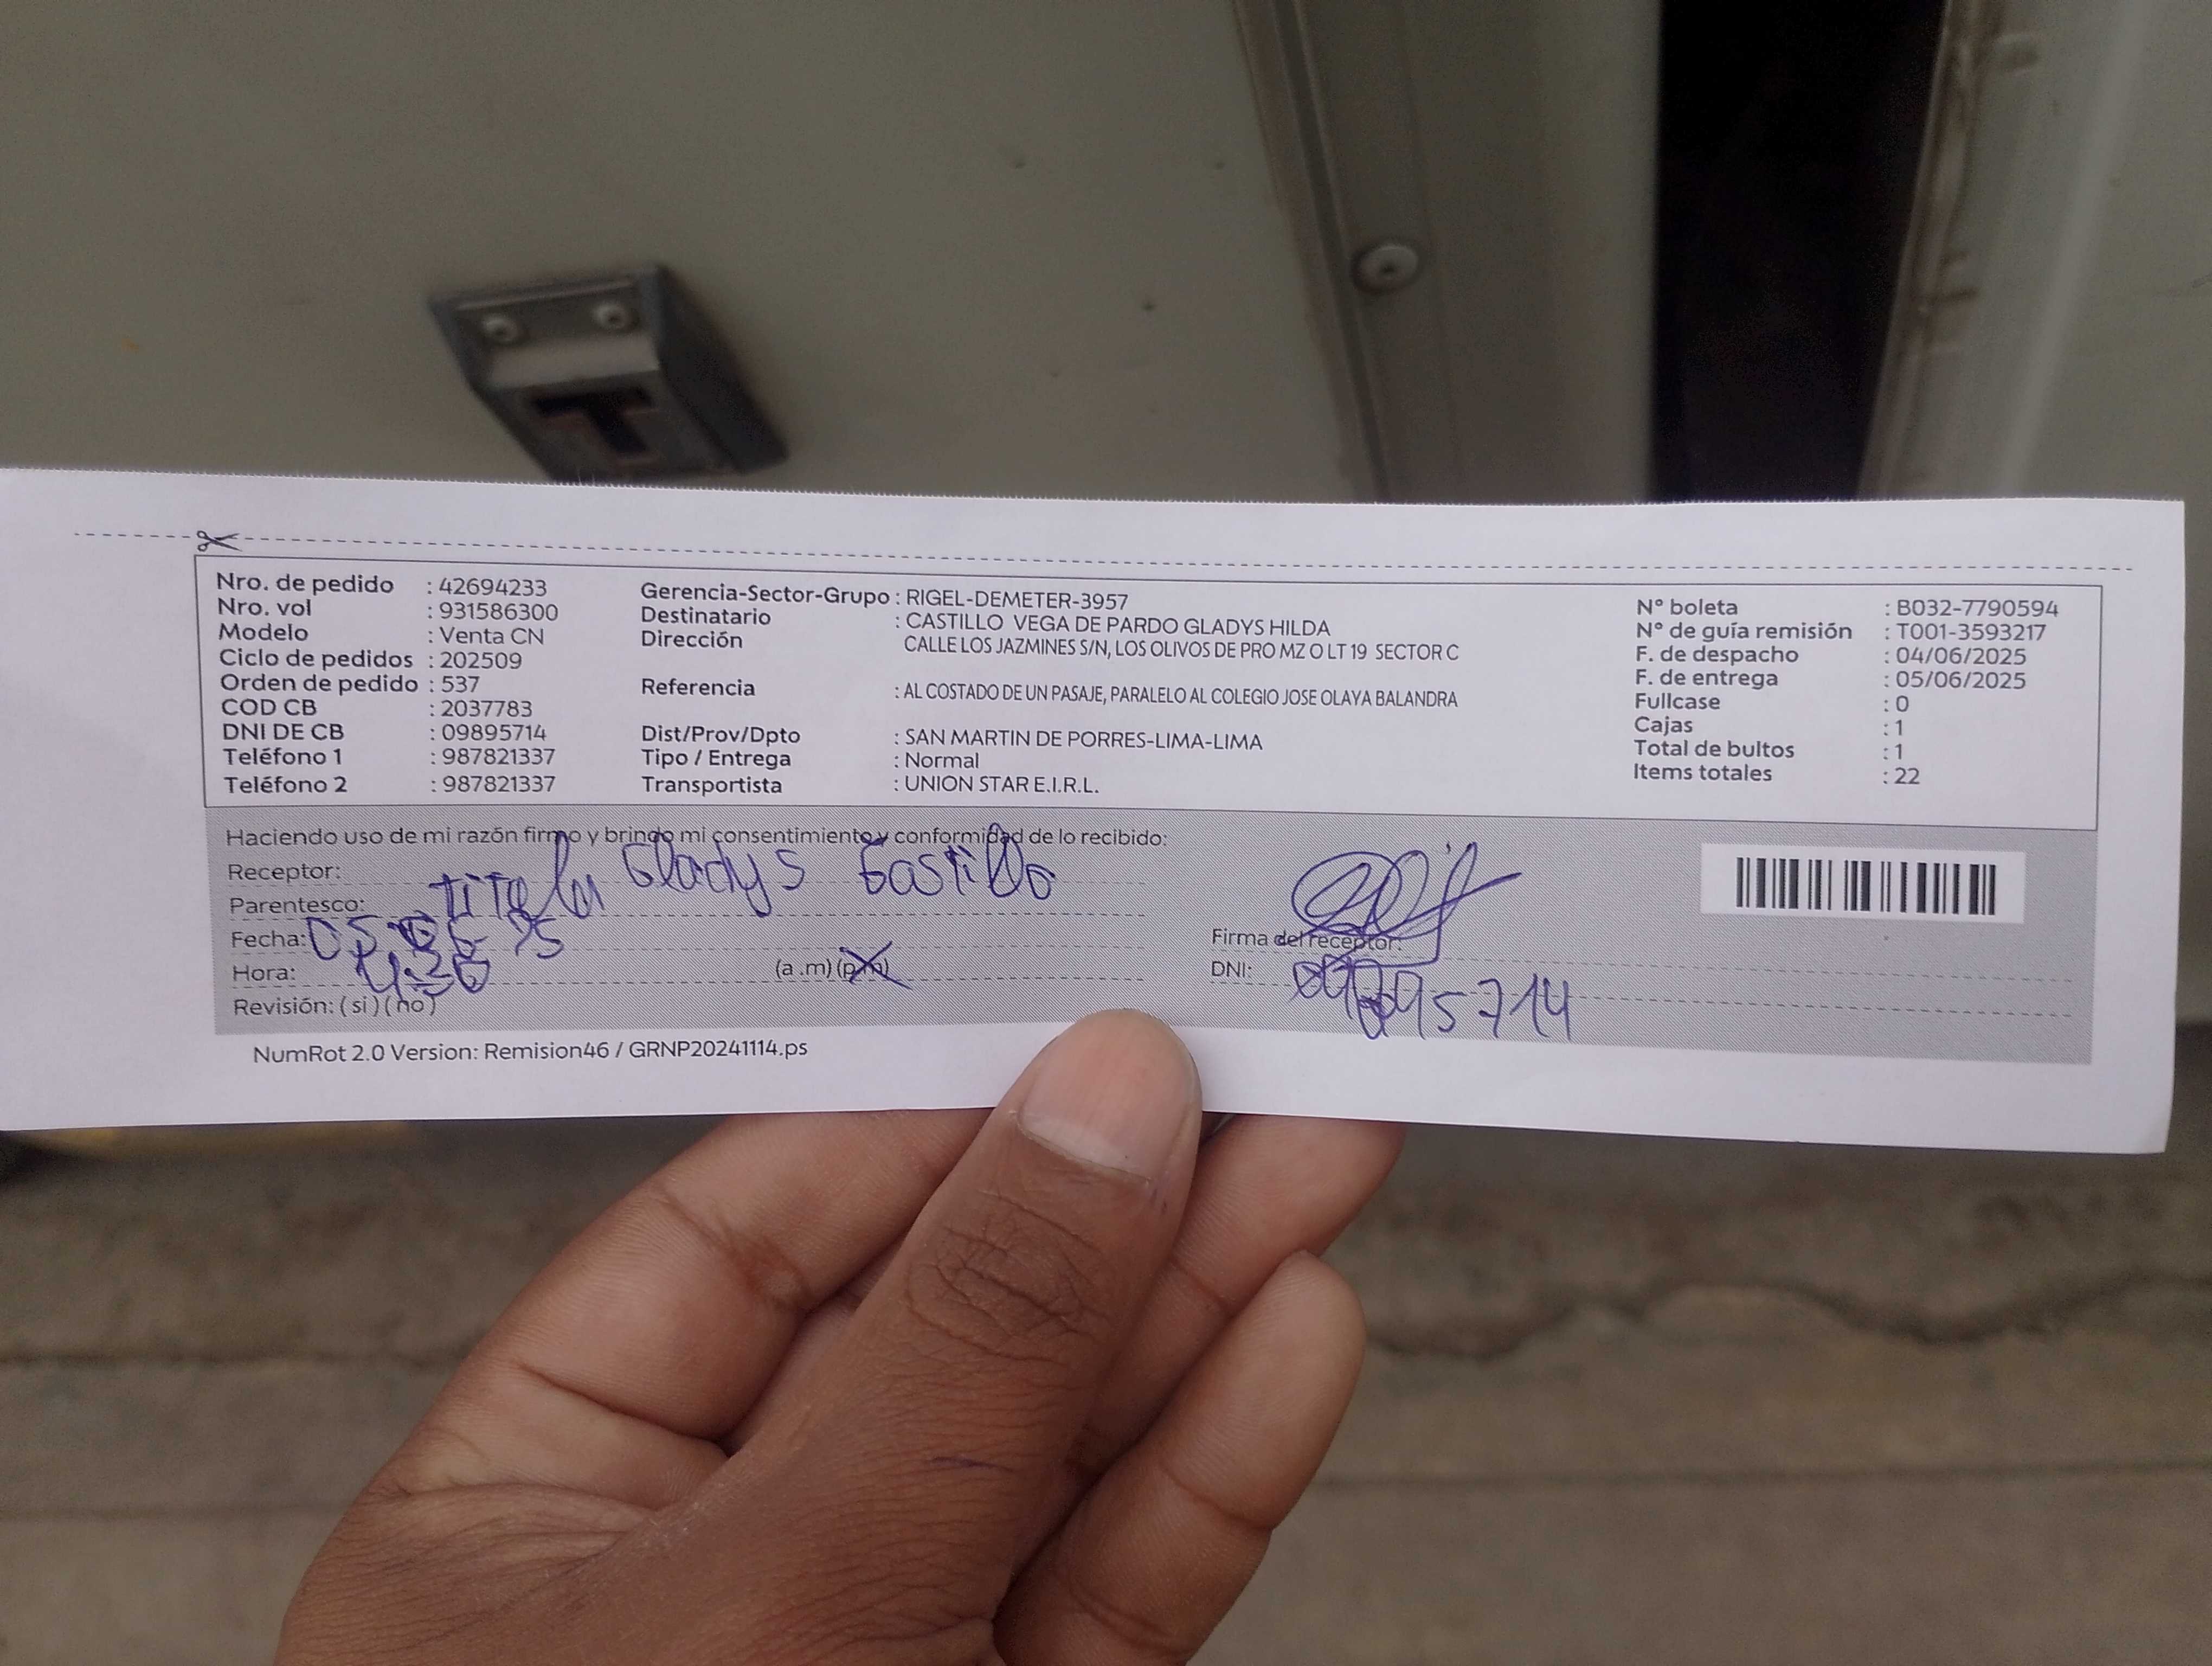 Nro. de pedido : 42694233
Nro. vol : 931586300
Modelo : Venta CN
Ciclo de pedidos : 202509
Orden de pedido : 537
COD CB : 2037783
DNI DE CB : 09895714
Teléfono 1 : 987821337
Teléfono 2 : 987821337
Gerencia-Sector-Grupo : RIGEL-DEMETER-3957
Destinatario : CASTILLO VEGA DE PARDO GLADYS HILDA
Dirección CALLE LOS JAZMINES S/N, LOS OLIVOS DE PRO MZ O LT 19 SECTOR C
Referencia : AL COSTADO DE UN PASAJE, PARALELO AL COLEGIO JOSE OLAYA BALANDRA
Dist/Prov/Dpto : SAN MARTIN DE PORRES-LIMA-LIMA
Tipo / Entrega : Normal
Transportista : UNION STAR E.I.R.L.
N° boleta : B032-7790594
N° de guía remisión : T001-3593217
F. de despacho : 04/06/2025
F. de entrega : 05/06/2025
Fullcase : 0
Cajas : 1
Total de bultos : 1
Items totales : 22
Haciendo uso de mi razón firmo y brindo mi consentimiento y conformidad de lo recibido:
Receptor: Gladys Castillo
Parentesco:
Fecha: 05
Hora: (a .m) (p.m)
Revisión: ( si ) ( no )
Firma del receptor:
DNI: 09895714
NumRot 2.0 Version: Remision46 / GRNP20241114.ps
T